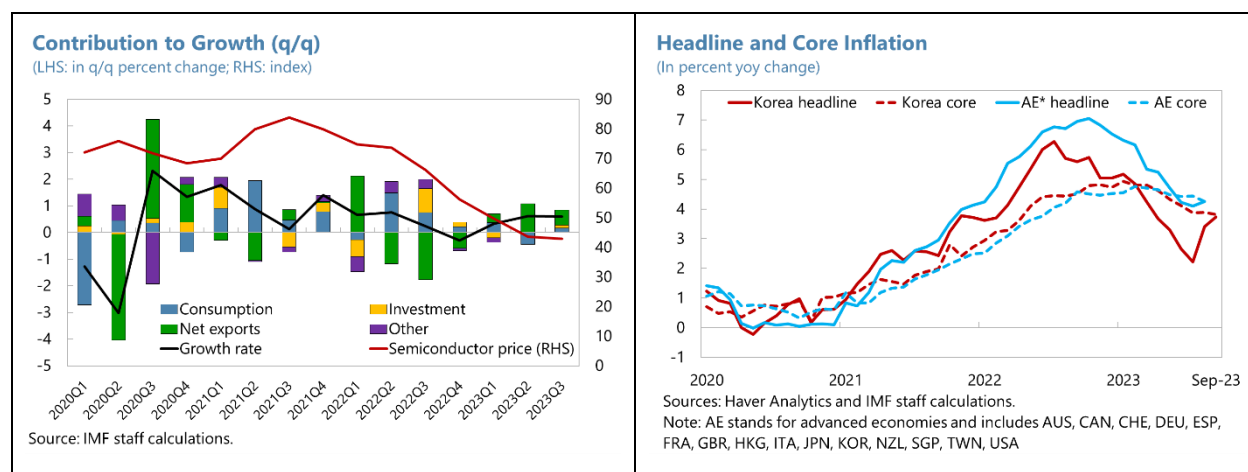 Contribution to Growth (q/q)
(LHS: in q/q percent change; RHS: index)
5
4
3
2
1
0
-1
-2
-3
-4
-5
90
80
70
60
50
40
30
20
10
0
Consumption
Investment
Net exports
Other
Growth rate
Semiconductor price (RHS)
2020Q1
2020Q2
2020Q3
2020Q4
2021Q1
2021Q2
2021Q3
2021Q4
2022Q1
2022Q2
2022Q3
2022Q4
2023Q1
2023Q2
2023Q3
Source: IMF staff calculations.
Headline and Core Inflation
(In percent yoy change)
8
7
6
5
4
3
2
1
0
-1
Korea headline
Korea core
AE* headline
AE core
2020
2021
2022
2023
Sep-23
Sources: Haver Analytics and IMF staff calculations.
Note: AE stands for advanced economies and includes AUS, CAN, CHE, DEU, ESP,
FRA, GBR, HKG, ITA, JPN, KOR, NZL, SGP, TWN, USA